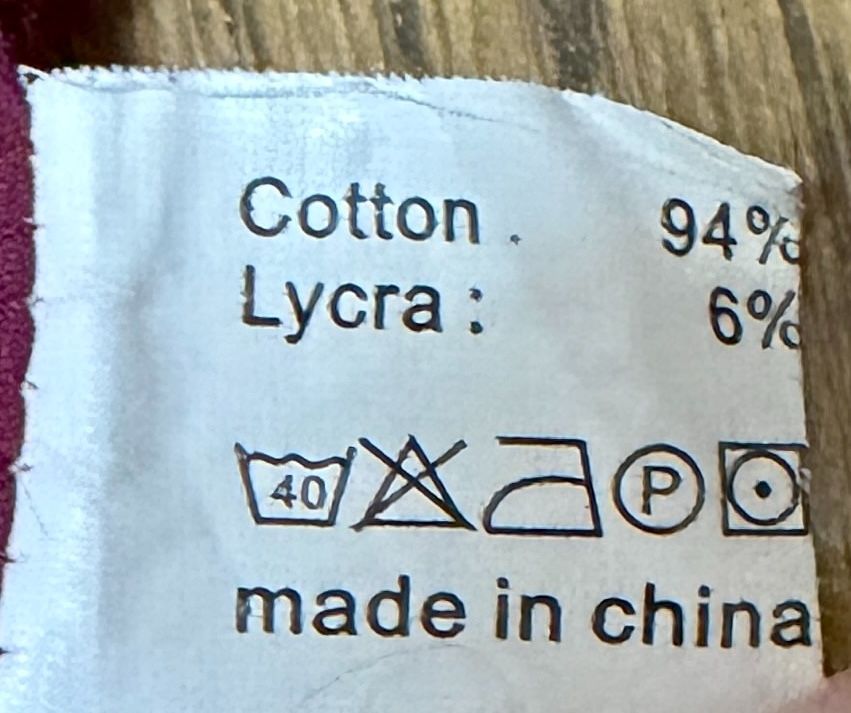 Cotton . 94%
Lycra : 6%
40 P
made in china